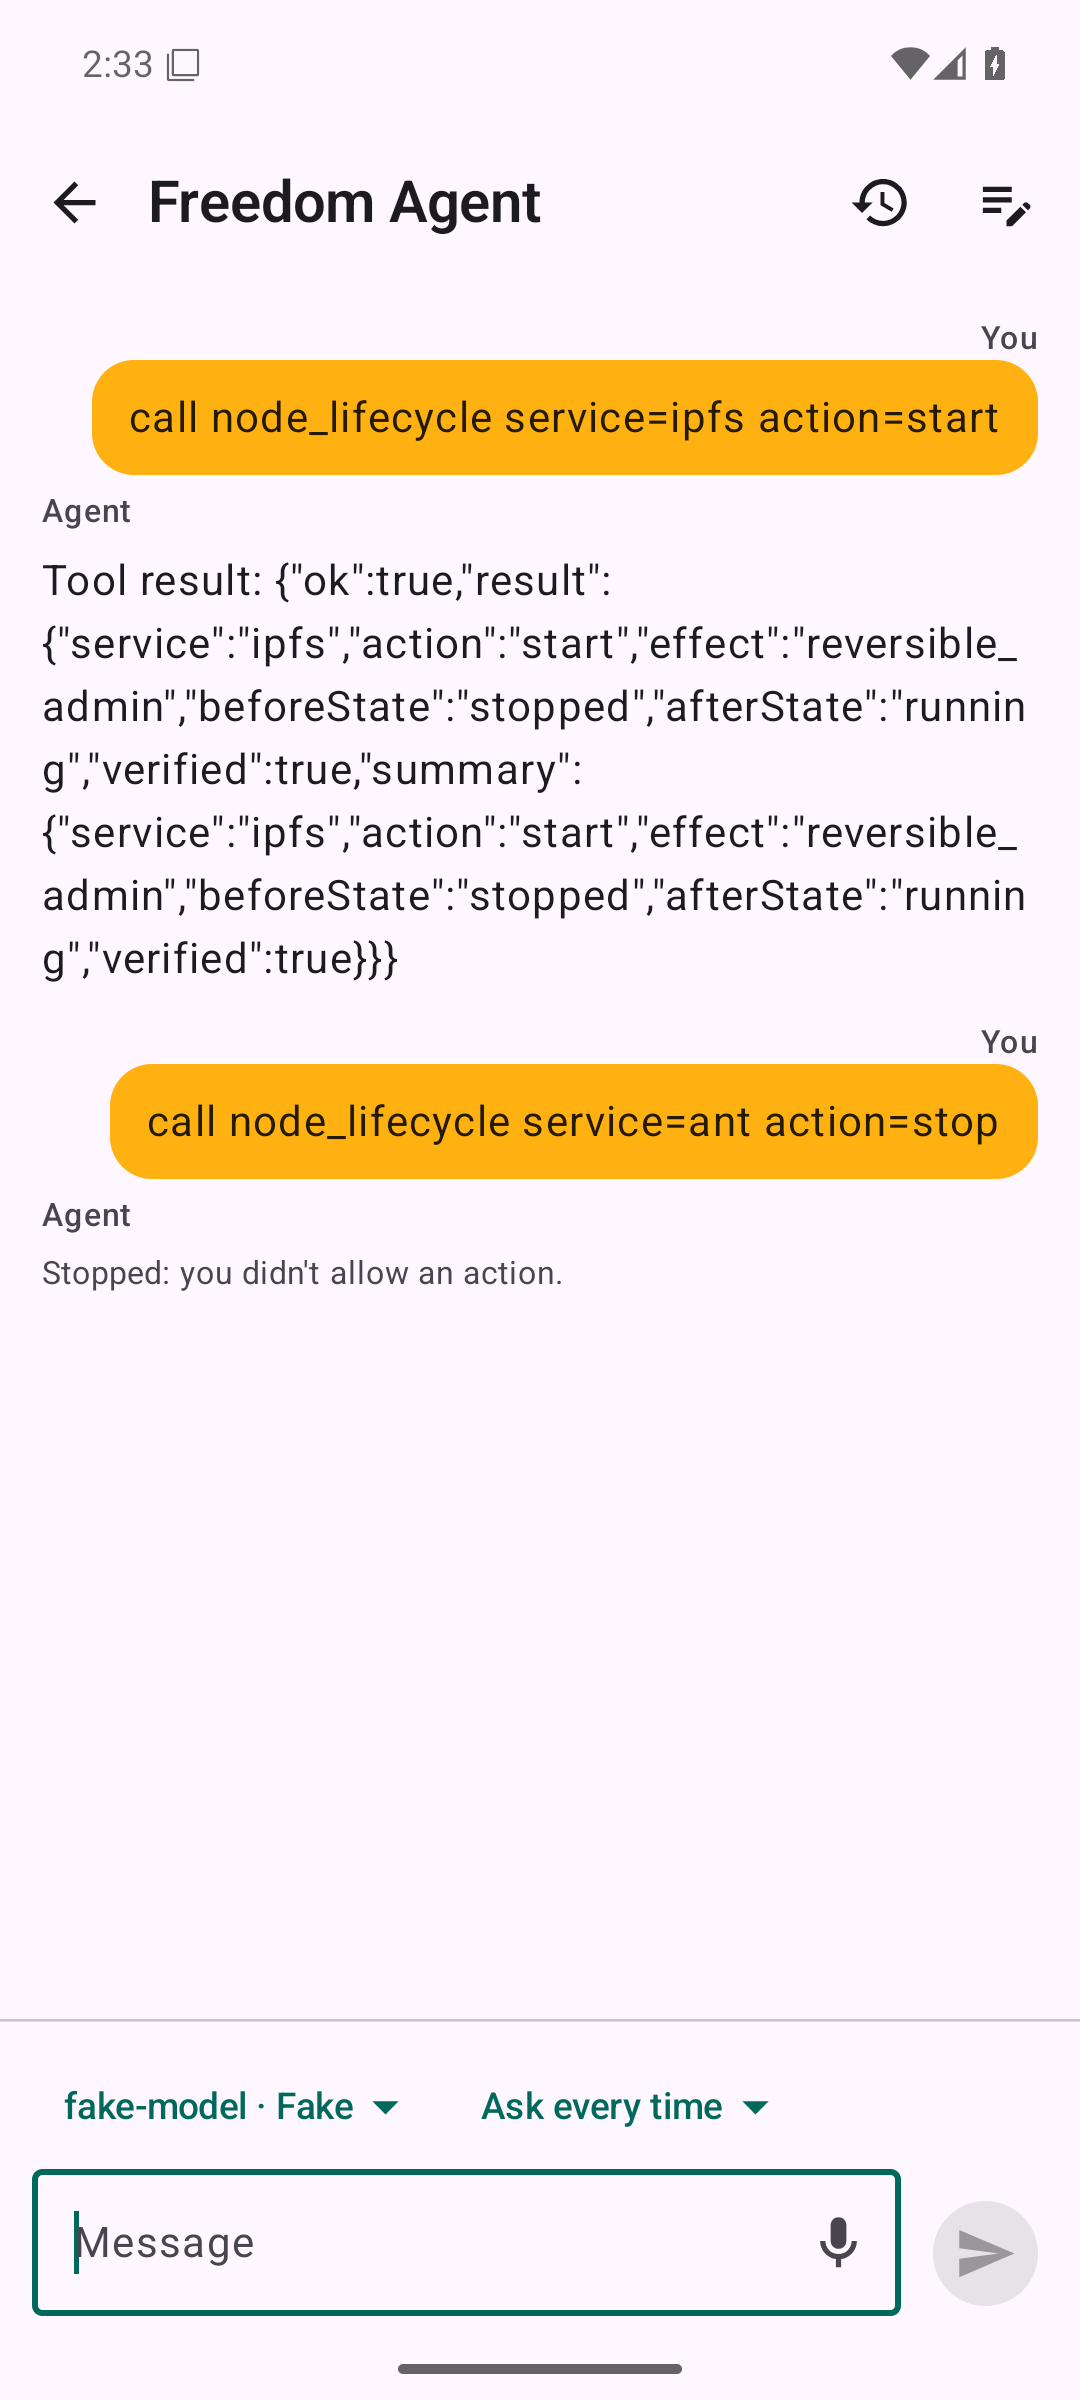 2:33
Freedom Agent
You
call node_lifecycle service=ipfs action=start
Agent
Tool result: {"ok":true,"result":
{"service":"ipfs","action":"start","effect":"reversible_
admin","beforeState":"stopped","afterState":"runnin
g","verified":true,"summary":
{"service":"ipfs","action":"start","effect":"reversible_
admin","beforeState":"stopped","afterState":"runnin
g","verified":true}}}
You
call node_lifecycle service=ant action=stop
Agent
Stopped: you didn't allow an action.
fake-model · Fake
Ask every time
Message